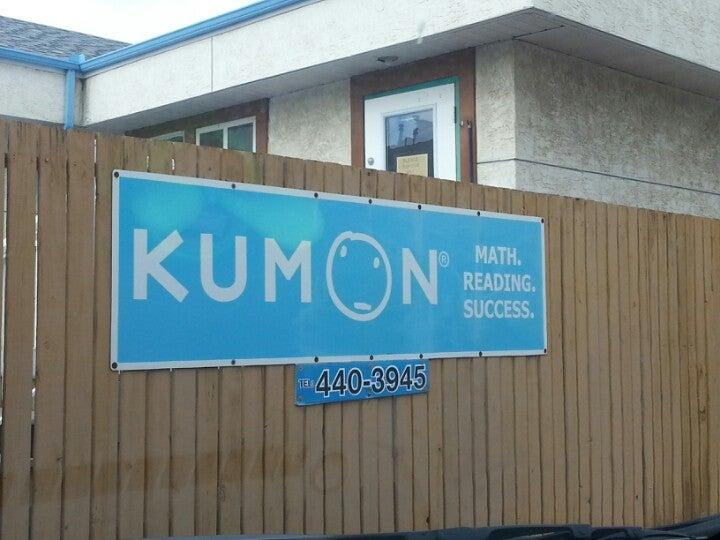 KUMON®
MATH.
READING.
SUCCESS.
TEL: 440-3945